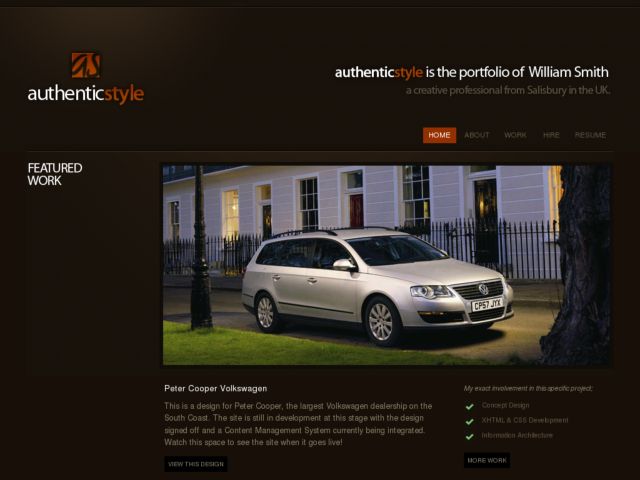 authenticstyle
authenticstyle is the portfolio of William Smith
a creative professional from Salisbury in the UK.
HOME ABOUT WORK HIRE RESUME
FEATURED
WORK
CP57 JYX
Peter Cooper Volkswagen
This is a design for Peter Cooper, the largest Volkswagen dealership on the
South Coast. The site is still in development at this stage with the design
signed off and a Content Management System currently being integrated.
Watch this space to see the site when it goes live!
VIEW THIS DESIGN
My exact involvement in this specific project;
Concept Design
XHTML & CSS Development
Information Architecture
MORE WORK